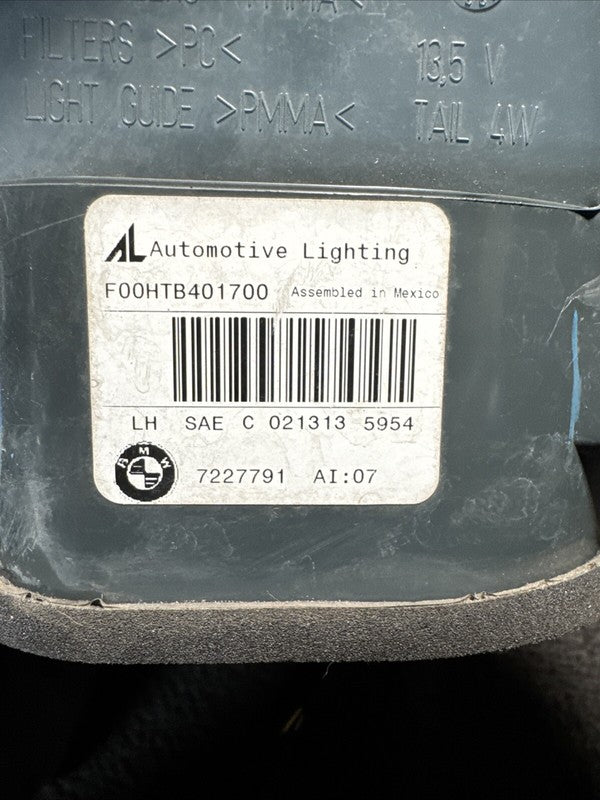 >PMMA<
FILTERS >PC<
13,5 V
LIGHT GUIDE >PMMA<
TAIL 4W
AL Automotive Lighting
F00HTB401700 Assembled in Mexico
LH SAE C 021313 5954
BMW
7227791 AI:07